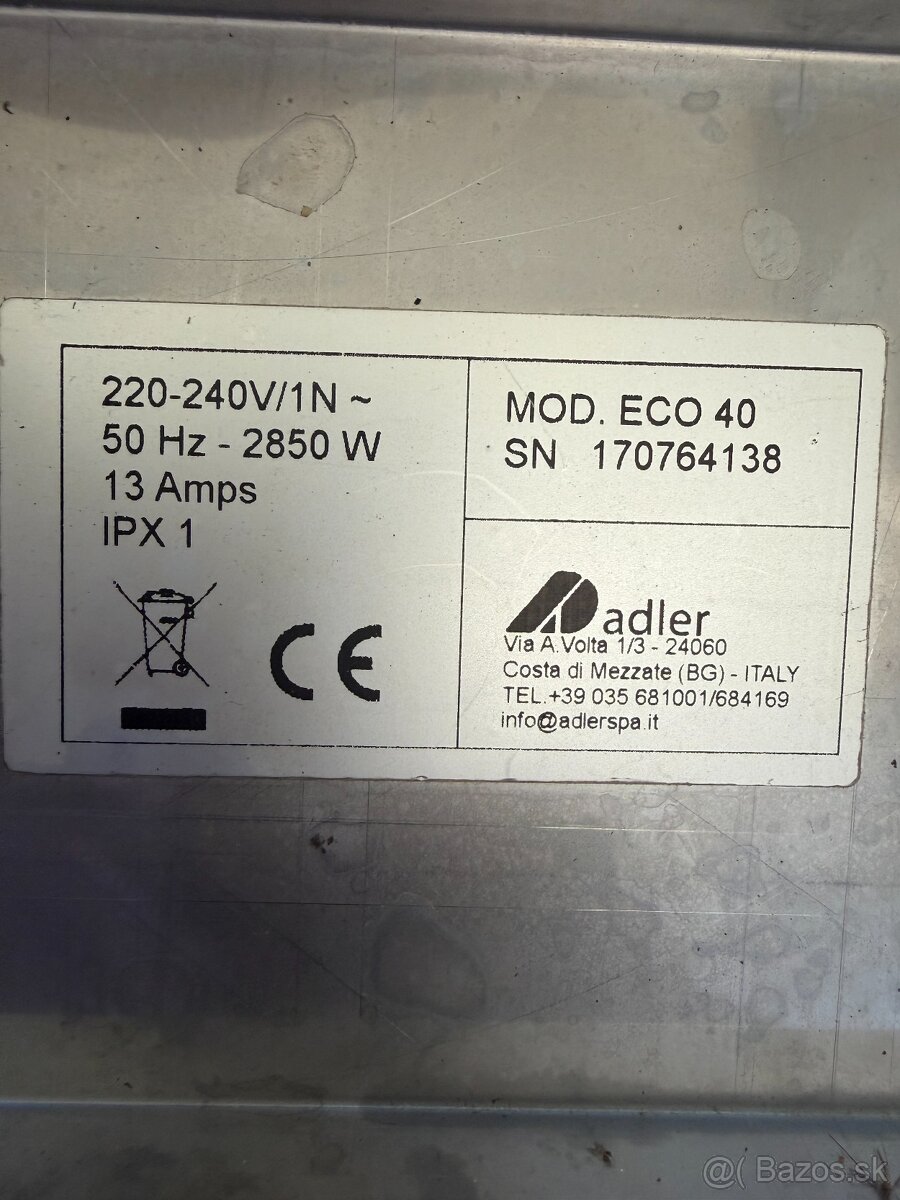 220-240V/1N ~
50 Hz - 2850 W
13 Amps
IPX 1
CE
MOD. ECO 40
SN 170764138
adler
Via A.Volta 1/3 - 24060
Costa di Mezzate (BG) - ITALY
TEL.+39 035 681001/684169
info@adlerspa.it
@( Bazos.sk